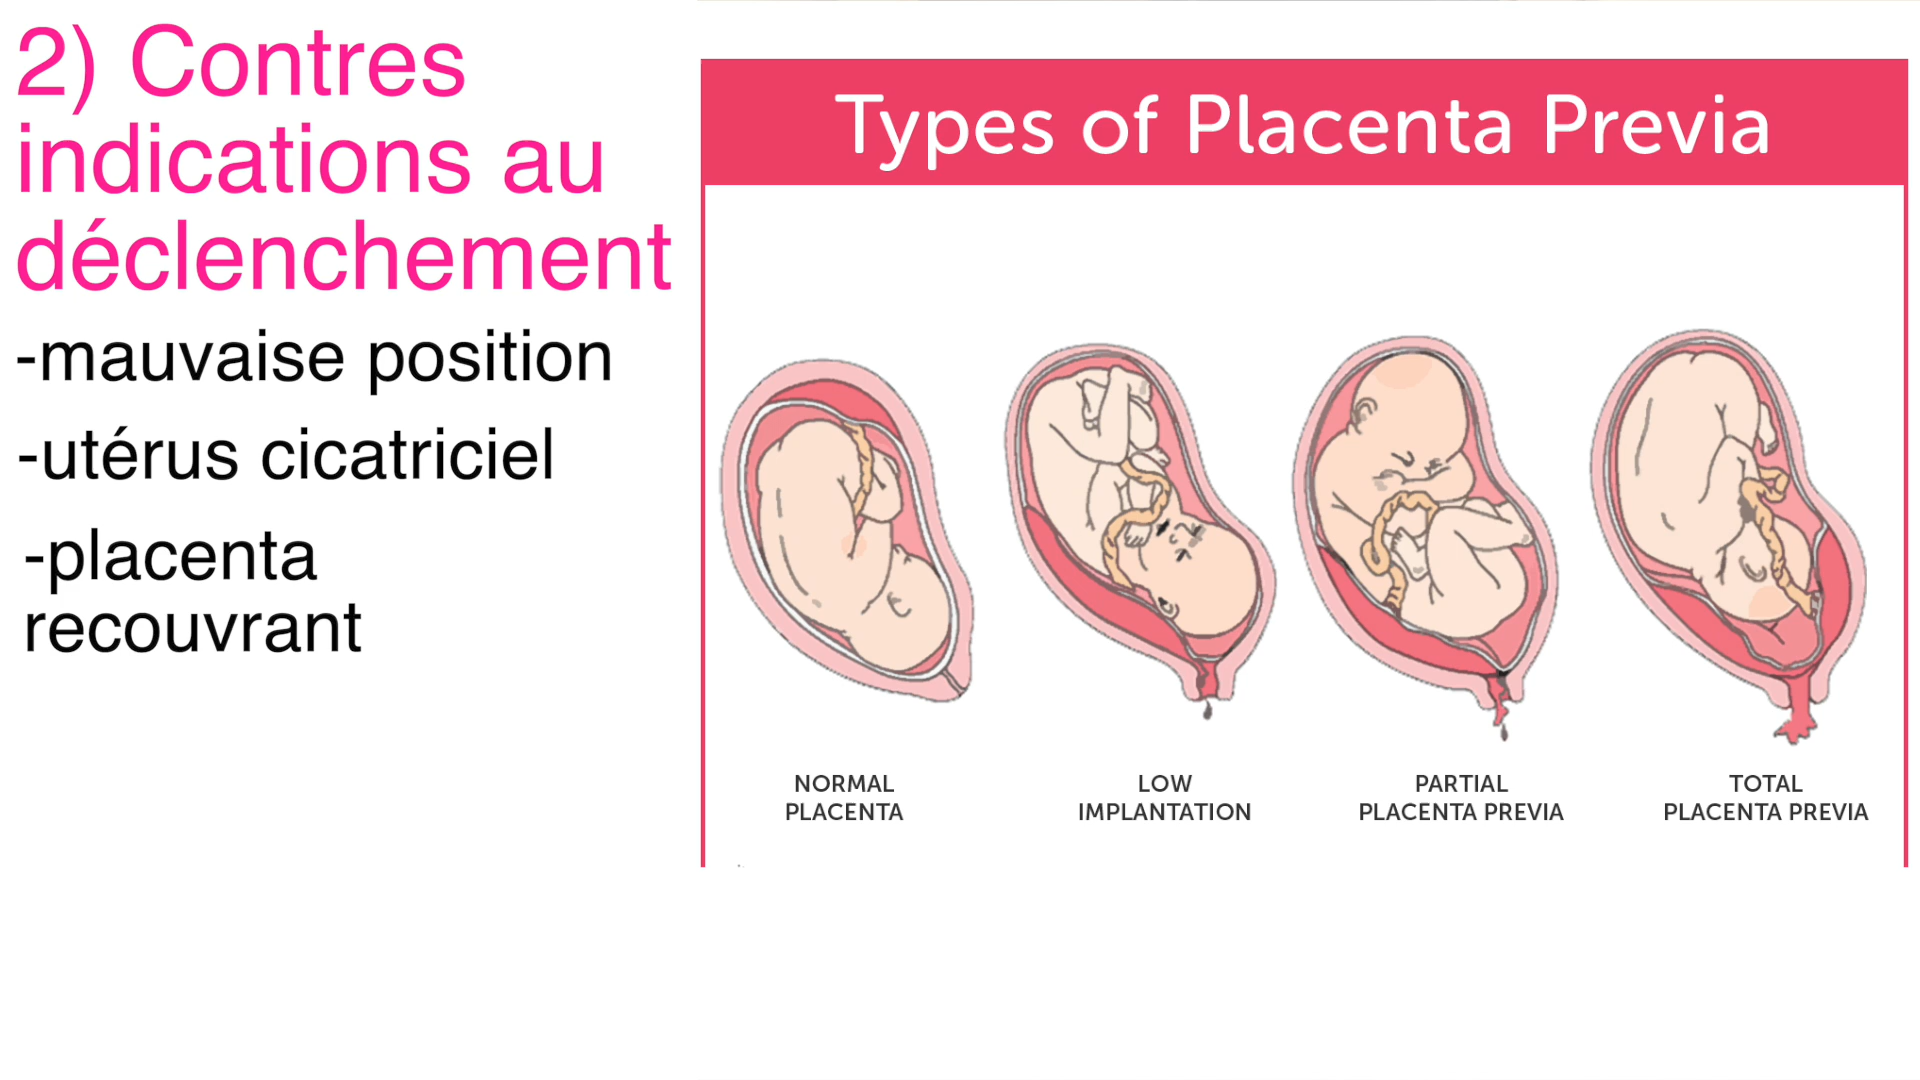 2) Contres
indications au
déclenchement
-mauvaise position
-utérus cicatriciel
-placenta
recouvrant
Types of Placenta Previa
NORMAL
PLACENTA
LOW
IMPLANTATION
PARTIAL
PLACENTA PREVIA
TOTAL
PLACENTA PREVIA